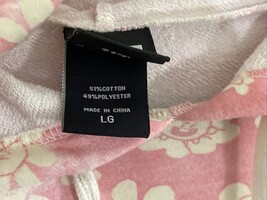 51%COTTON
49%POLYESTER
MADE IN CHINA
LG